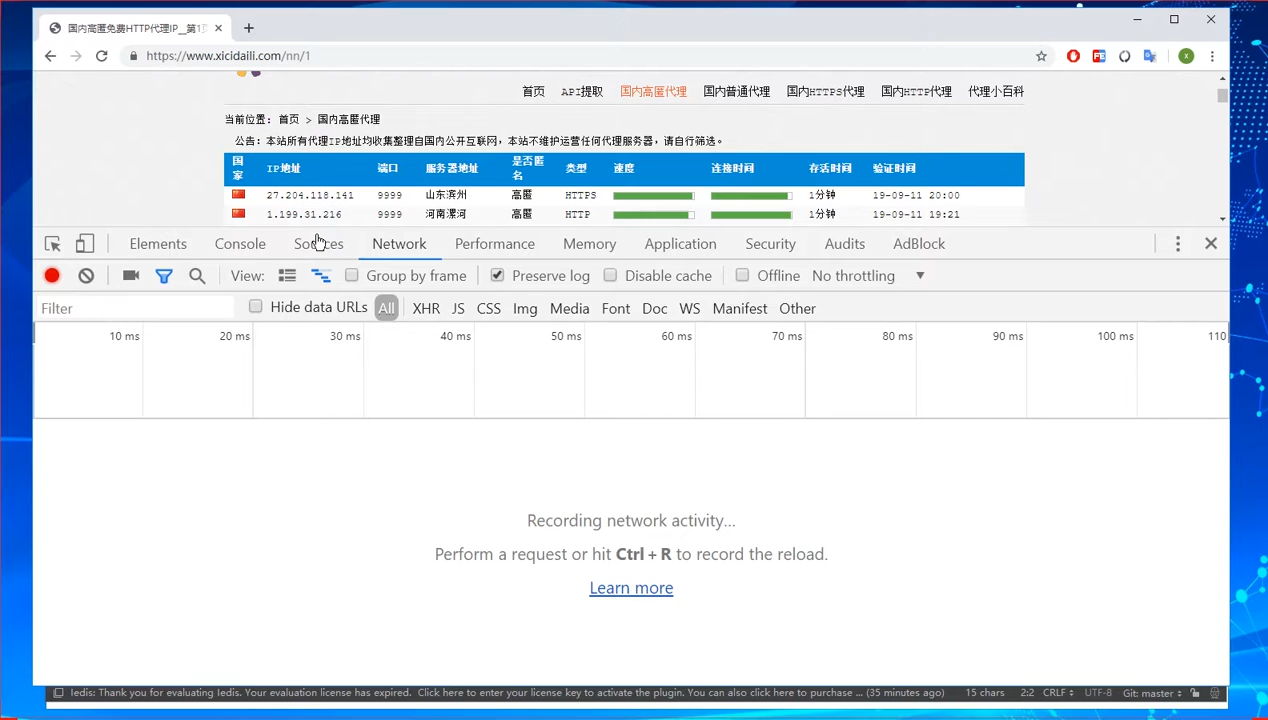 国内高匿免费HTTP代理IP__第1页
https://www.xicidaili.com/nn/1
首页 API提取 国内高匿代理 国内普通代理 国内HTTPS代理 国内HTTP代理 代理小百科
当前位置: 首页 > 国内高匿代理
公告: 本站所有代理IP地址均收集整理自国内公开互联网，本站不维护运营任何代理服务器，请自行筛选。
国家 IP地址 端口 服务器地址 是否匿名 类型 速度 连接时间 存活时间 验证时间
27.204.118.141 9999 山东滨州 高匿 HTTPS 1分钟 19-09-11 20:00
1.199.31.216 9999 河南漯河 高匿 HTTP 1分钟 19-09-11 19:21
Elements Console Sources Network Performance Memory Application Security Audits AdBlock
View: Group by frame Preserve log Disable cache Offline No throttling
Filter Hide data URLs All XHR JS CSS Img Media Font Doc WS Manifest Other
10 ms 20 ms 30 ms 40 ms 50 ms 60 ms 70 ms 80 ms 90 ms 100 ms 110
Recording network activity…
Perform a request or hit Ctrl + R to record the reload.
Learn more
Iedis: Thank you for evaluating Iedis. Your evaluation license has expired. Click here to enter your license key to activate the plugin. You can also click here to purchase ... (35 minutes ago) 15 chars 2:2 CRLF UTF-8 Git: master